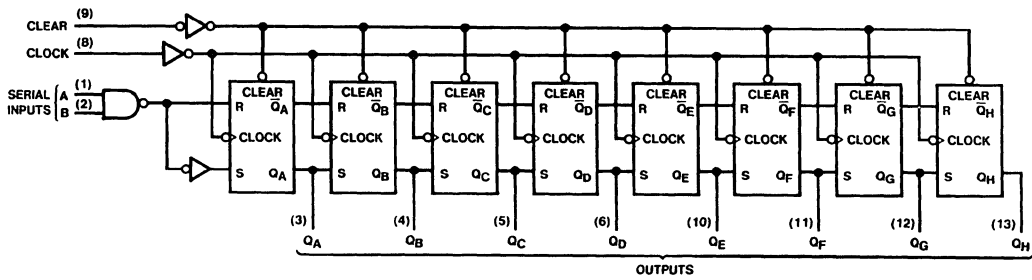 CLEAR (9)
CLOCK (8)
SERIAL INPUTS { A (1)
B (2)
CLEAR CLEAR CLEAR CLEAR CLEAR CLEAR CLEAR CLEAR
R Q̅A R Q̅B R Q̅C R Q̅D R Q̅E R Q̅F R Q̅G R Q̅H
CLOCK CLOCK CLOCK CLOCK CLOCK CLOCK CLOCK CLOCK
S QA S QB S QC S QD S QE S QF S QG S QH
(3) (4) (5) (6) (10) (11) (12) (13)
QA QB QC QD QE QF QG QH
OUTPUTS